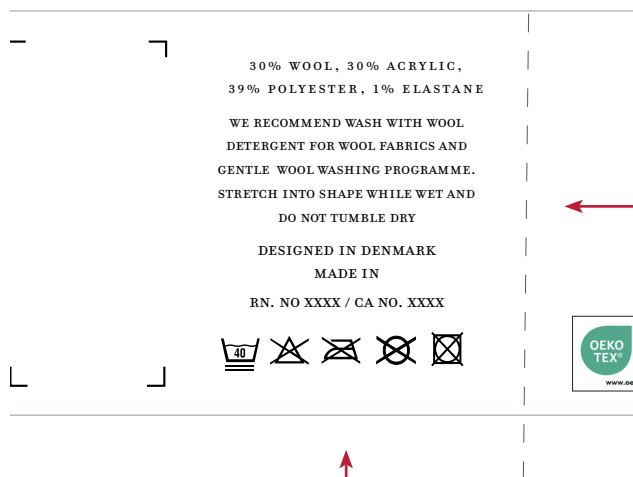 30% WOOL, 30% ACRYLIC,
39% POLYESTER, 1% ELASTANE
WE RECOMMEND WASH WITH WOOL
DETERGENT FOR WOOL FABRICS AND
GENTLE WOOL WASHING PROGRAMME.
STRETCH INTO SHAPE WHILE WET AND
DO NOT TUMBLE DRY
DESIGNED IN DENMARK
MADE IN
RN. NO XXXX / CA NO. XXXX
40
OEKO
TEX®
www.oe